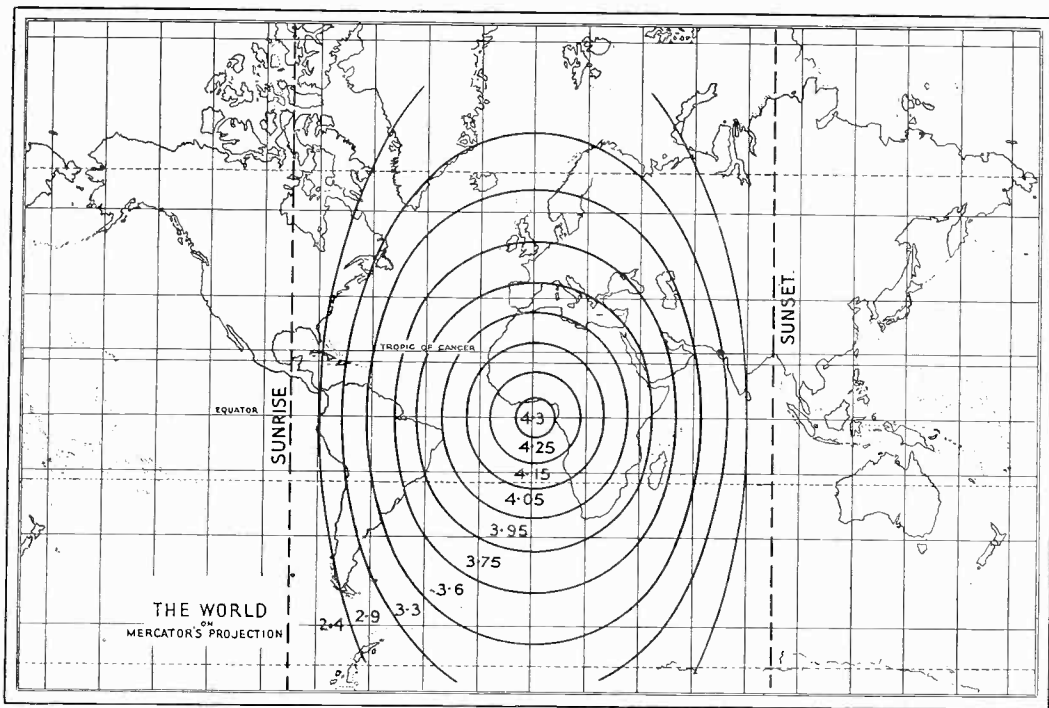 TROPIC OF CANCER
EQUATOR
SUNRISE
SUNSET.
4·3
4·25
4·15
4·05
3·95
3·75
3·6
3·3
2·9
2·4
THE WORLD
ON
MERCATOR'S PROJECTION